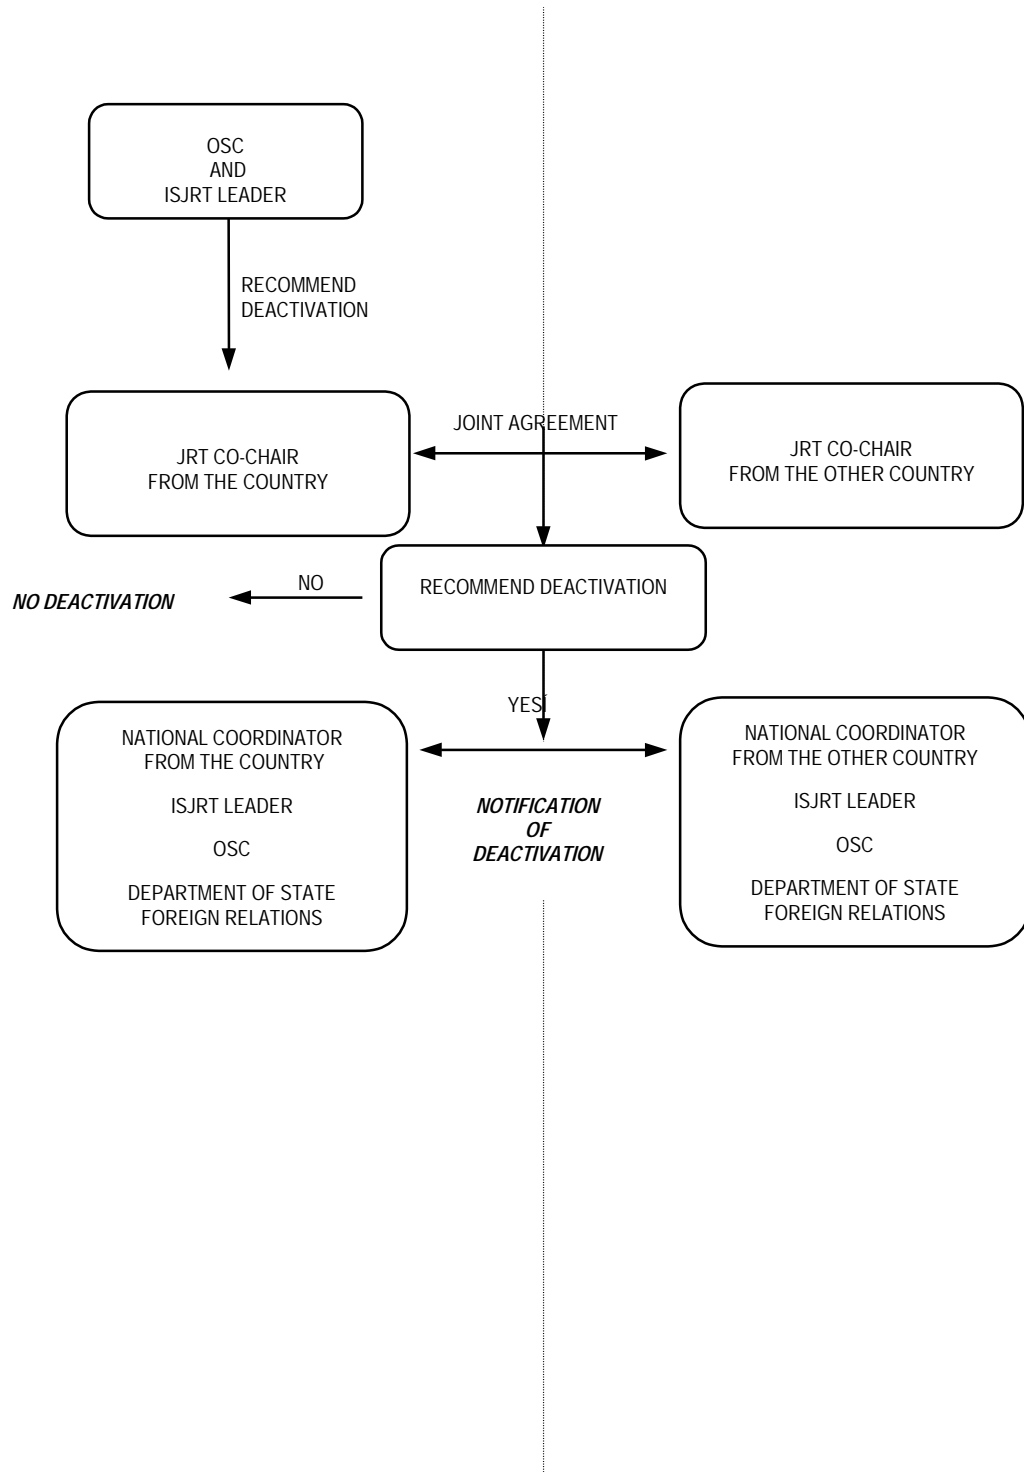 OSC
AND
ISJRT LEADER
RECOMMEND
DEACTIVATION
JOINT AGREEMENT
JRT CO-CHAIR
FROM THE COUNTRY
JRT CO-CHAIR
FROM THE OTHER COUNTRY
RECOMMEND DEACTIVATION
NO
NO DEACTIVATION
YESÍ
NATIONAL COORDINATOR
FROM THE COUNTRY
ISJRT LEADER
OSC
DEPARTMENT OF STATE
FOREIGN RELATIONS
NOTIFICATION
OF
DEACTIVATION
NATIONAL COORDINATOR
FROM THE OTHER COUNTRY
ISJRT LEADER
OSC
DEPARTMENT OF STATE
FOREIGN RELATIONS